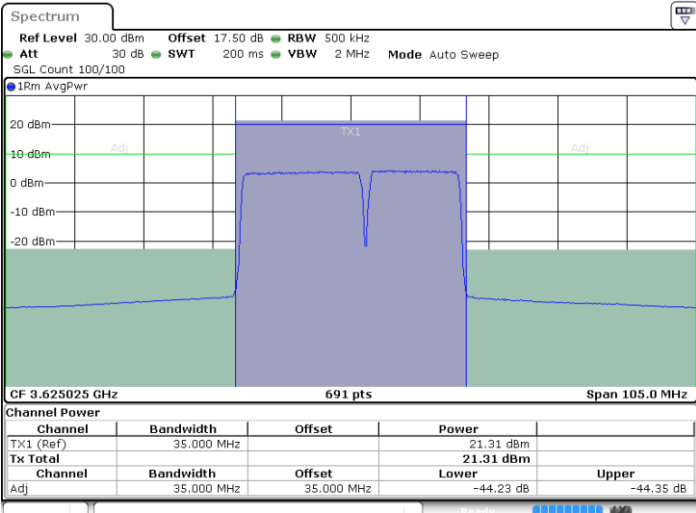 Spectrum
Ref Level 30.00 dBm Offset 17.50 dB RBW 500 kHz
Att 30 dB SWT 200 ms VBW 2 MHz Mode Auto Sweep
SGL Count 100/100
1Rm AvgPwr
20 dBm
TX1
Adj Adj
10 dBm
0 dBm
-10 dBm
-20 dBm
CF 3.625025 GHz 691 pts Span 105.0 MHz
Channel Power
Channel Bandwidth Offset Power
TX1 (Ref) 35.000 MHz 21.31 dBm
Tx Total 21.31 dBm
Channel Bandwidth Offset Lower Upper
Adj 35.000 MHz 35.000 MHz -44.23 dB -44.35 dB